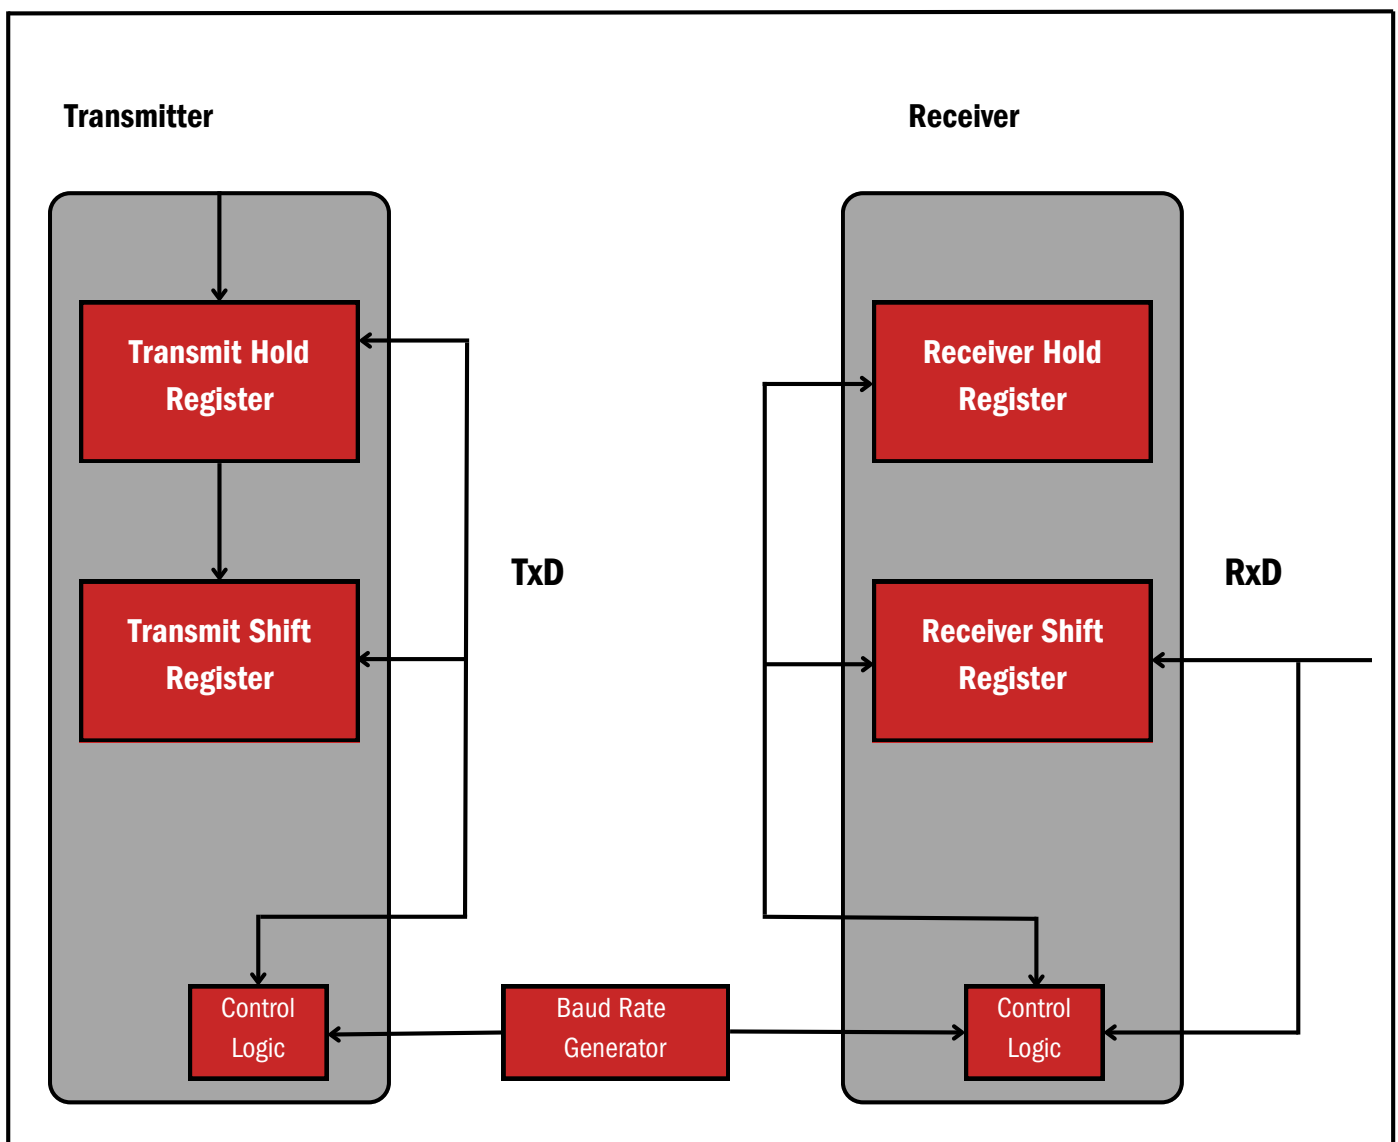 Transmitter
Receiver
Transmit Hold
Register
Receiver Hold
Register
TxD
RxD
Transmit Shift
Register
Receiver Shift
Register
Control
Logic
Baud Rate
Generator
Control
Logic